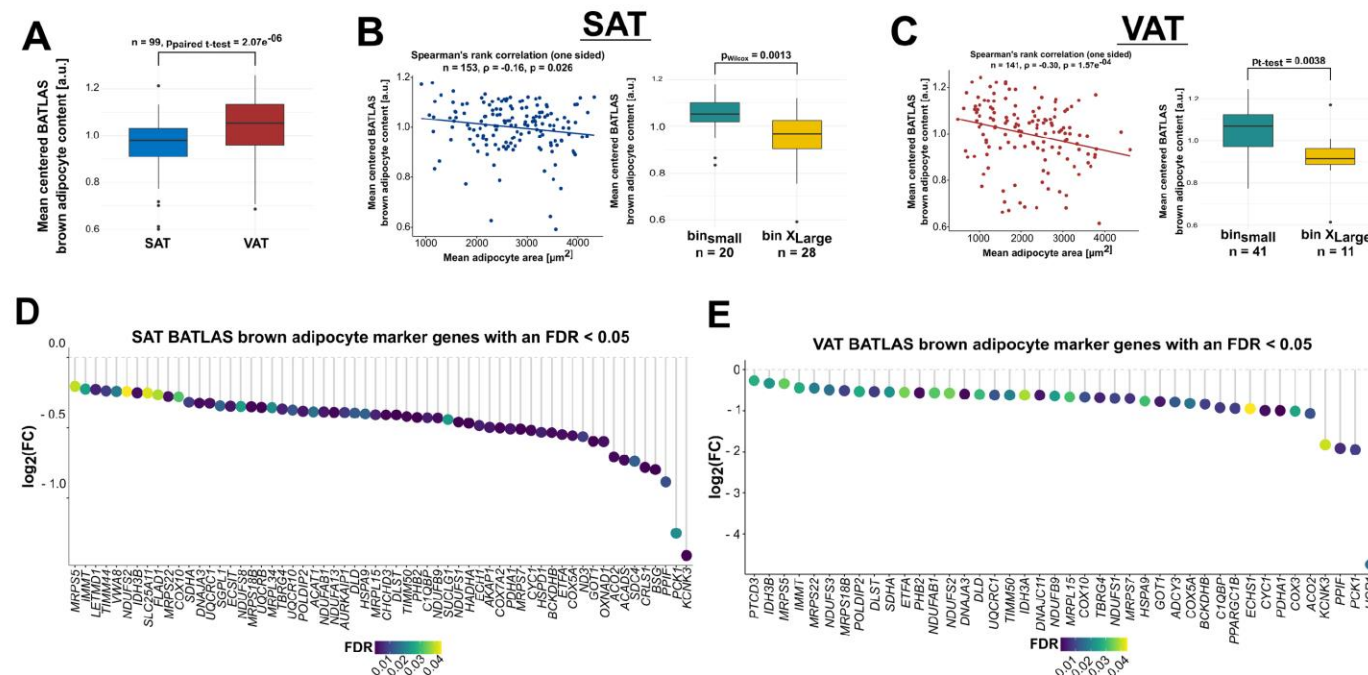 A
n = 99, Ppaired t-test = 2.07e-06
Mean centered BATLAS
brown adipocyte content [a.u.]
1.2
1.0
0.8
0.6
SAT
VAT
B
SAT
Spearman's rank correlation (one sided)
n = 153, ρ = -0.16, p = 0.026
Mean centered BATLAS
brown adipocyte content [a.u.]
1.2
1.0
0.8
0.6
1000 2000 3000 4000
Mean adipocyte area [µm2]
pWilcox = 0.0013
Mean centered BATLAS
brown adipocyte content [a.u.]
1.2
1.0
0.8
0.6
binsmall
n = 20
bin XLarge
n = 28
C
VAT
Spearman's rank correlation (one sided)
n = 141, ρ = -0.30, p = 1.57e-04
Mean centered BATLAS
brown adipocyte content [a.u.]
1.2
1.0
0.8
0.6
1000 2000 3000 4000
Mean adipocyte area [µm2]
Pt-test = 0.0038
Mean centered BATLAS
brown adipocyte content [a.u.]
1.2
1.0
0.8
0.6
binsmall
n = 41
bin XLarge
n = 11
D
SAT BATLAS brown adipocyte marker genes with an FDR < 0.05
log2(FC)
0.0
- 0.5
- 1.0
MRPS5
IMMT
LETMD1
TIMM44
VWA8
NDUFS2
IDH3B
SLC25A11
FLAD1
MRPS22
COX10
SDHA
DNAJA3
UQCRC1
SGPL1
ECSIT
NDUFS8
MRPS18B
UQCRB
MRPL34
TBRG4
UQCR10
POLDIP2
ACAT1
NDUFAB1
NDUFA13
AURKAIP1
DLD
HSPA9
MRPL15
CHCHD3
DLST
TIMM50
PHB2
C1QBP
NDUFB9
SUCLG1
NDUFS1
HADHA
ECH1
AKAP1
COX7A2
PDHA1
MRPS7
CYC1
HSPD1
BCKDHB
ETFA
COX5A
ND3
GOT1
OXNAD1
ACO2
ACADS
SDC4
CRLS1
BSG
PPIF
PCK1
KCNK3
FDR
0.01
0.02
0.03
0.04
E
VAT BATLAS brown adipocyte marker genes with an FDR < 0.05
log2(FC)
0
- 1
- 2
- 3
- 4
PTCD3
IDH3B
MRPS5
IMMT
MRPS22
NDUFS3
MRPS18B
POLDIP2
DLST
SDHA
ETFA
PHB2
NDUFAB1
NDUFS2
DNAJA3
DLD
UQCRC1
TIMM50
IDH3A
DNAJC11
NDUFB9
MRPL15
COX10
TBRG4
NDUFS1
MRPS7
HSPA9
GOT1
ADCY3
COX5A
BCKDHB
C1QBP
PPARGC1B
ECHS1
CYC1
PDHA1
COX3
ACO2
KCNK3
PPIF
PCK1
FDR
0.01
0.02
0.03
0.04